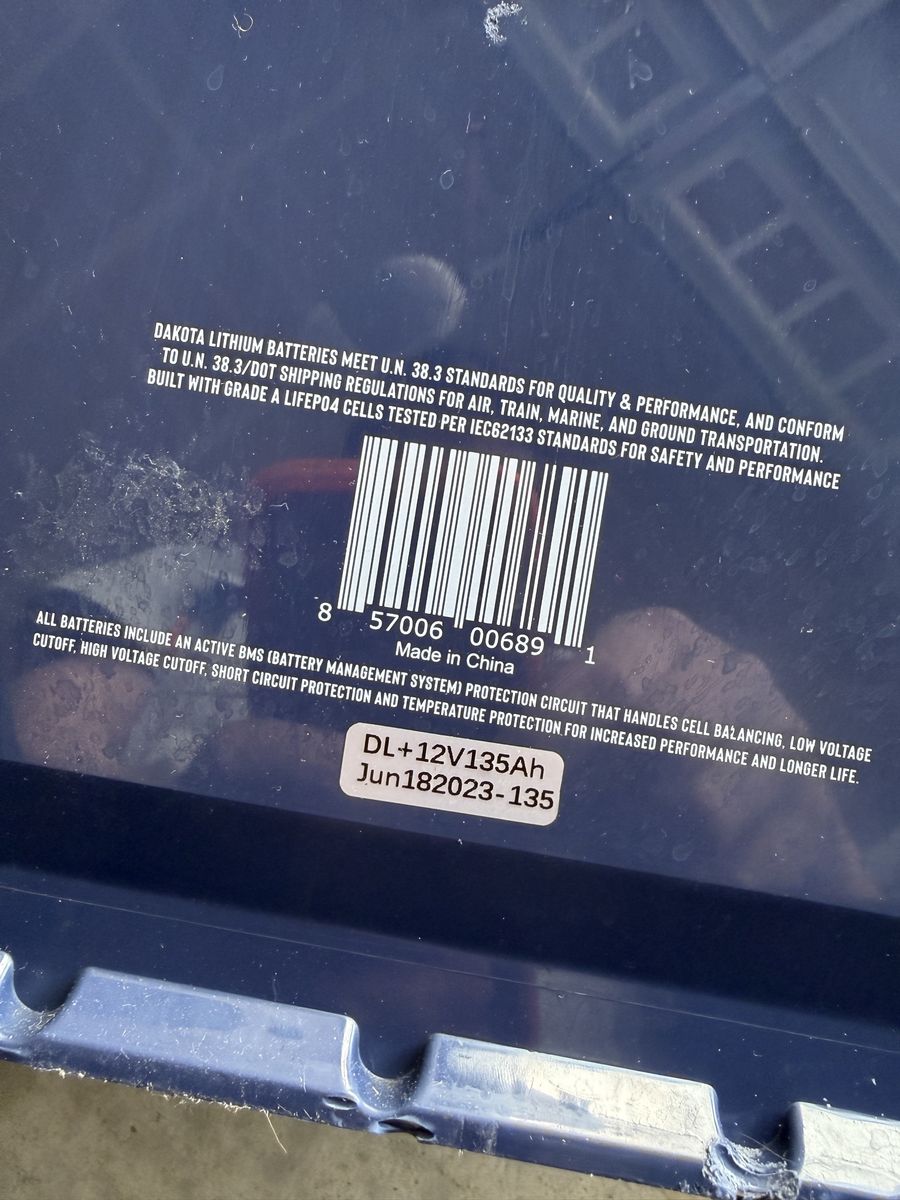 DAKOTA LITHIUM BATTERIES MEET U.N. 38.3 STANDARDS FOR QUALITY & PERFORMANCE, AND CONFORM
TO U.N. 38.3/DOT SHIPPING REGULATIONS FOR AIR, TRAIN, MARINE, AND GROUND TRANSPORTATION.
BUILT WITH GRADE A LIFEPO4 CELLS TESTED PER IEC62133 STANDARDS FOR SAFETY AND PERFORMANCE
8 57006 00689 1
Made in China
ALL BATTERIES INCLUDE AN ACTIVE BMS (BATTERY MANAGEMENT SYSTEM) PROTECTION CIRCUIT THAT HANDLES CELL BALANCING, LOW VOLTAGE
CUTOFF, HIGH VOLTAGE CUTOFF, SHORT CIRCUIT PROTECTION AND TEMPERATURE PROTECTION FOR INCREASED PERFORMANCE AND LONGER LIFE.
DL+12V135Ah
Jun182023-135